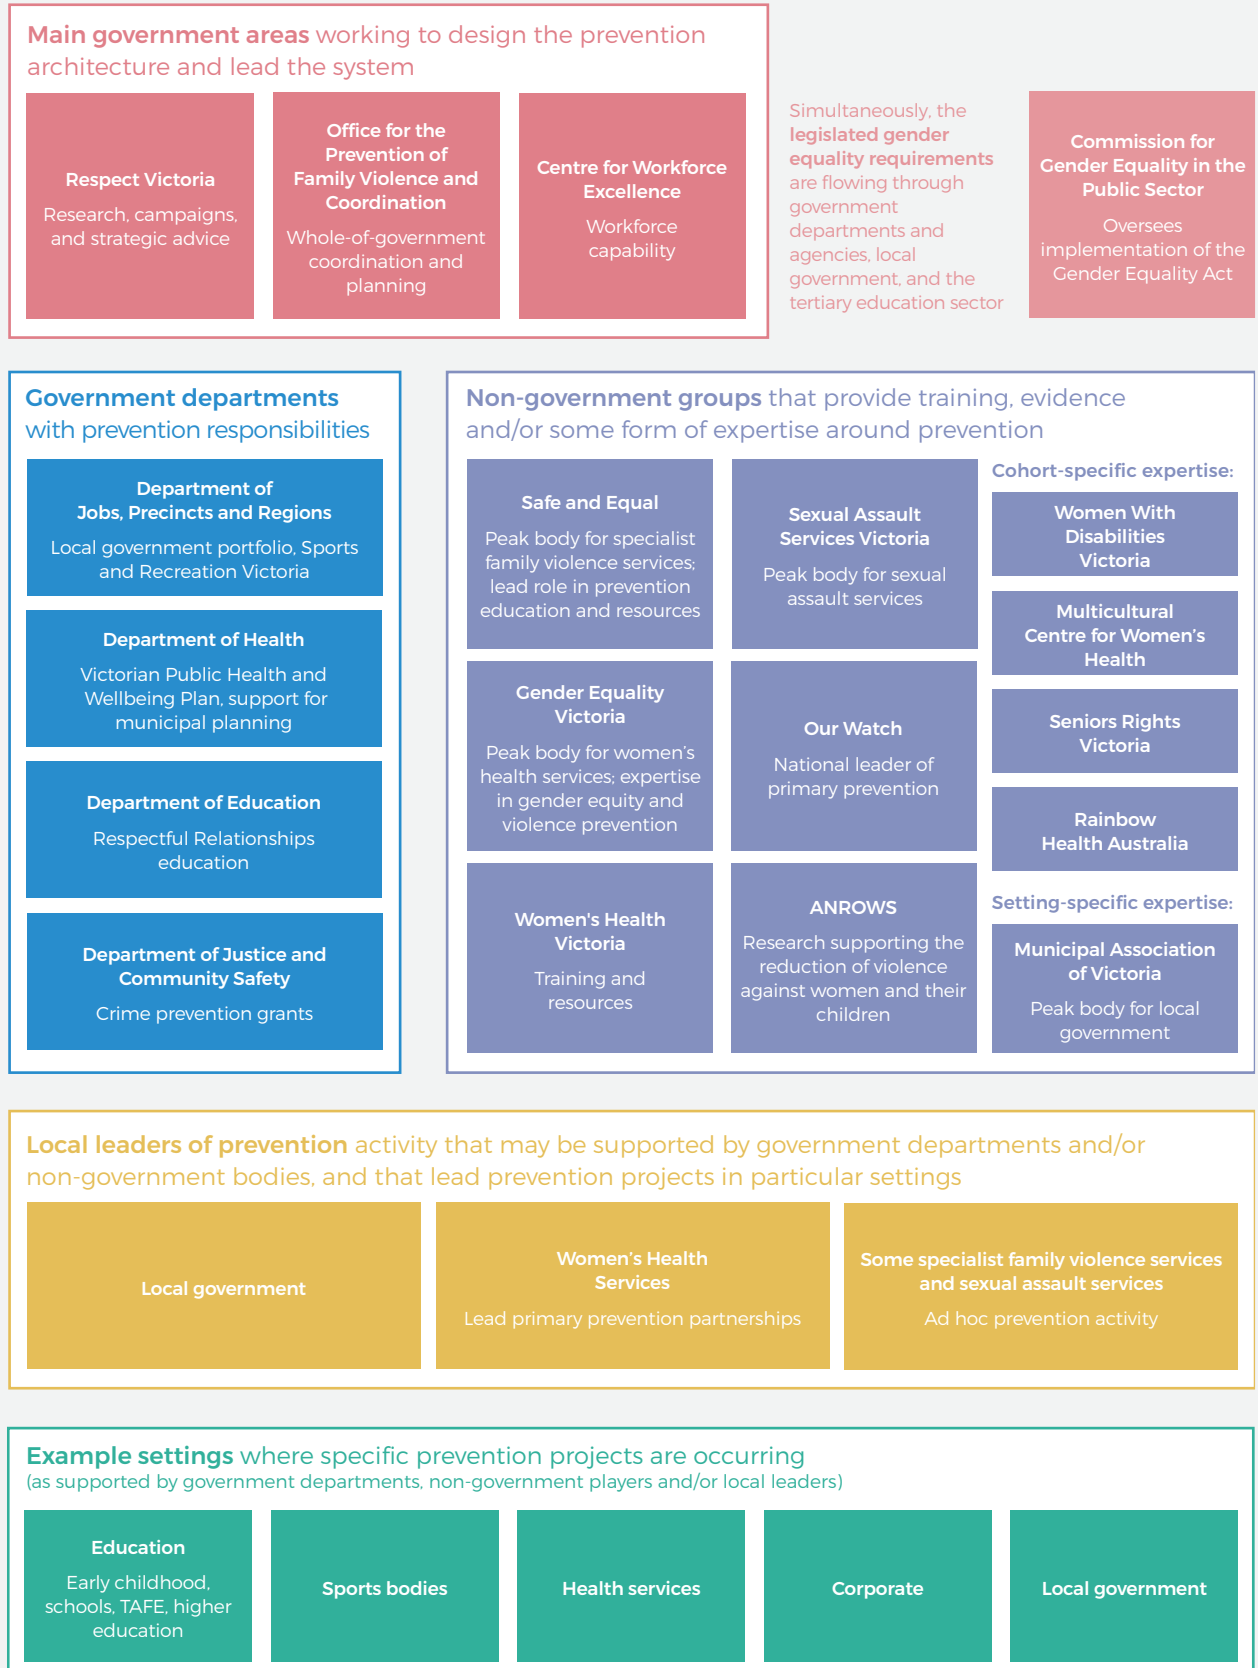 Main government areas working to design the prevention
architecture and lead the system
Respect Victoria
Research, campaigns,
and strategic advice
Office for the
Prevention of
Family Violence and
Coordination
Whole-of-government
coordination and
planning
Centre for Workforce
Excellence
Workforce
capability
Simultaneously, the
legislated gender
equality requirements
are flowing through
government
departments and
agencies, local
government, and the
tertiary education sector
Commission for
Gender Equality in the
Public Sector
Oversees
implementation of the
Gender Equality Act
Government departments
with prevention responsibilities
Department of
Jobs, Precincts and Regions
Local government portfolio, Sports
and Recreation Victoria
Department of Health
Victorian Public Health and
Wellbeing Plan, support for
municipal planning
Department of Education
Respectful Relationships
education
Department of Justice and
Community Safety
Crime prevention grants
Non-government groups that provide training, evidence
and/or some form of expertise around prevention
Safe and Equal
Peak body for specialist
family violence services;
lead role in prevention
education and resources
Sexual Assault
Services Victoria
Peak body for sexual
assault services
Gender Equality
Victoria
Peak body for women’s
health services; expertise
in gender equity and
violence prevention
Our Watch
National leader of
primary prevention
Women's Health
Victoria
Training and
resources
ANROWS
Research supporting the
reduction of violence
against women and their
children
Cohort-specific expertise:
Women With
Disabilities
Victoria
Multicultural
Centre for Women’s
Health
Seniors Rights
Victoria
Rainbow
Health Australia
Setting-specific expertise:
Municipal Association
of Victoria
Peak body for local
government
Local leaders of prevention activity that may be supported by government departments and/or
non-government bodies, and that lead prevention projects in particular settings
Local government
Women’s Health
Services
Lead primary prevention partnerships
Some specialist family violence services
and sexual assault services
Ad hoc prevention activity
Example settings where specific prevention projects are occurring
(as supported by government departments, non-government players and/or local leaders)
Education
Early childhood,
schools, TAFE, higher
education
Sports bodies
Health services
Corporate
Local government